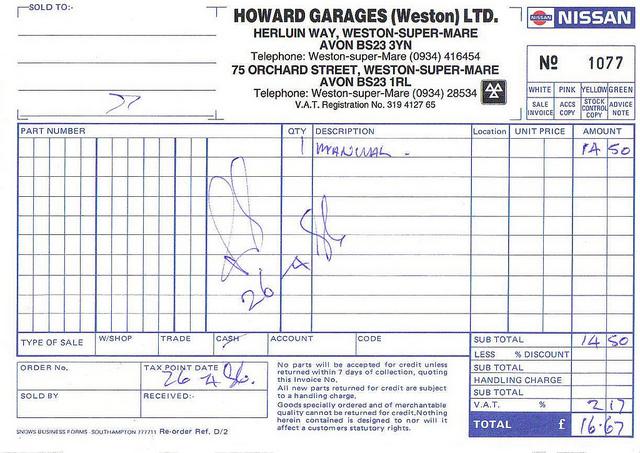 SOLD TO:-
HOWARD GARAGES (Weston) LTD.
HERLUIN WAY, WESTON-SUPER-MARE
AVON BS23 3YN
Telephone: Weston-super-Mare (0934) 416454
75 ORCHARD STREET, WESTON-SUPER-MARE
AVON BS23 1RL
Telephone: Weston-super-Mare (0934) 28534
V.A.T. Registration No. 319 4127 65
NISSAN
NISSAN
No 1077
WHITE PINK YELLOW GREEN
SALE INVOICE ACCS COPY STOCK CONTROL COPY ADVICE NOTE
PART NUMBER QTY DESCRIPTION Location UNIT PRICE AMOUNT
1 MANUAL - 14 50
26 4
TYPE OF SALE W/SHOP TRADE CASH ACCOUNT CODE
SUB TOTAL 14 50
LESS % DISCOUNT
SUB TOTAL
HANDLING CHARGE
SUB TOTAL
V.A.T. % 2 17
TOTAL £ 16.67
ORDER No. TAX POINT DATE
26 4 86.
SOLD BY RECEIVED:-
No parts will be accepted for credit unless
returned within 7 days of collection, quoting
this Invoice No.
All new parts returned for credit are subject
to a handling charge.
Goods specially ordered and of merchantable
quality cannot be returned for credit. Nothing
herein contained is designed to nor will it
affect a customers statutory rights.
SNOWS BUSINESS FORMS · SOUTHAMPTON 777711 Re-order Ref. D/2